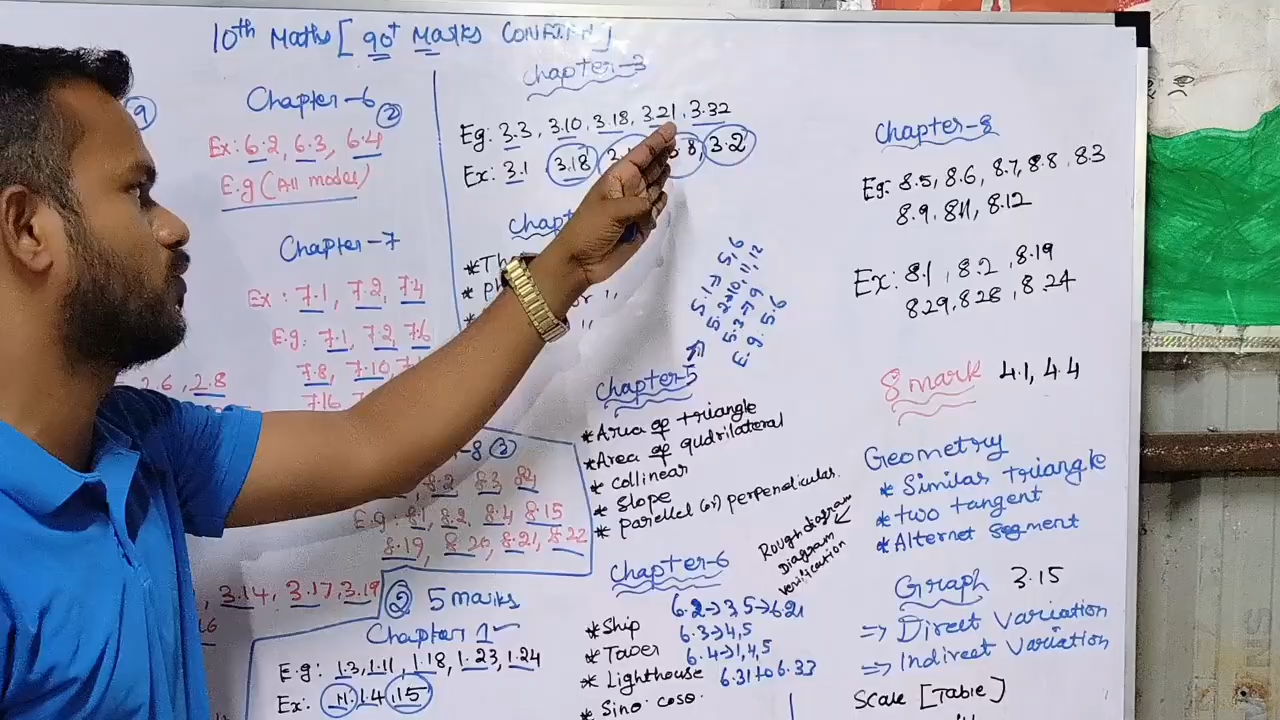 10th Maths [ 90+ Marks CONFIRM ]
9
Chapter-6 2
Ex: 6.2, 6.3, 6.4
E.g (All model)
Chapter-7
Ex: 7.1, 7.2, 7.4
E.g. 7.1, 7.2, 7.6
7.8, 7.10,
7.16
2.6, 2.8
-8 3
8.2 8.3 8.4
E.g: 8.1, 8.2, 8.4, 8.15
8.19, 8.20, 8.21, 8.22
3.14, 3.17, 3.19
16
2 5 marks
Chapter 1
E.g: 1.3, 1.11, 1.18, 1.23, 1.24
Ex: 1.1 1.4, 1.5
Chapter-3
Eg: 3.3, 3.10, 3.18, 3.21, 3.32
Ex: 3.1, 3.18 8, 3.2
* Th
*
*
5.1→ 5, 6
5.2→10, 11, 12
5.3→ 9
E.g. 5.6
Chapter-5
* Area of triangle
* Area of qudrilateral
* collinear
* Slope
* parallel (or) perpendicular.
Chapter-6
* Ship
* Tower
* Lighthouse
* Sinθ cosθ.
6.2→3,5→6.21
6.3→4,5
6.4→1,4,5
6.31 to 6.33
Rough diagram
Diagram
verification
Chapter-8
Eg: 8.5, 8.6, 8.7, 8.8, 8.3
8.9, 8.11, 8.12
Ex: 8.1, 8.2, 8.19
8.29, 8.28, 8.24
8 mark 4.1, 4.4
Geometry
* Similar triangle
* two tangent
* Alternet segment
Graph 3.15
⇒ Direct Variation
⇒ Indirect Variation
Scale [Table]